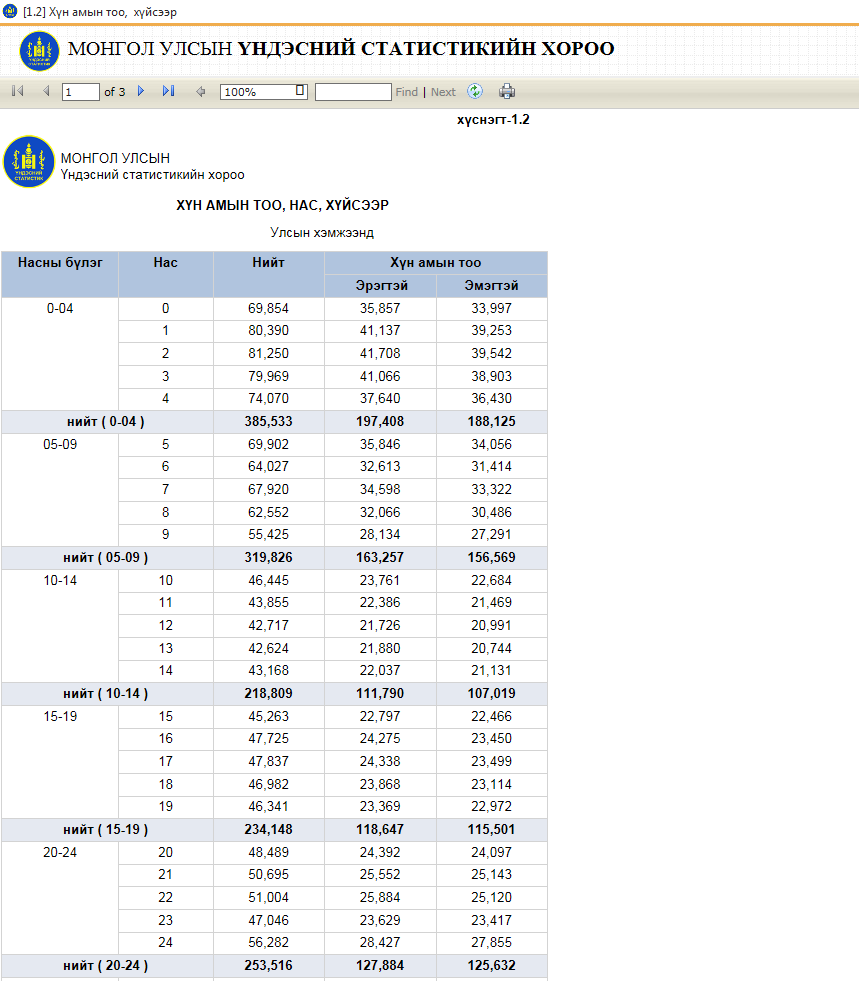 [1.2] Хүн амын тоо, хүйсээр
МОНГОЛ УЛСЫН ҮНДЭСНИЙ СТАТИСТИКИЙН ХОРОО
1 of 3 100% Find | Next
хүснэгт-1.2
ҮНДЭСНИЙ
СТАТИСТИК
МОНГОЛ УЛСЫН
Үндэсний статистикийн хороо
ХҮН АМЫН ТОО, НАС, ХҮЙСЭЭР
Улсын хэмжээнд
Насны бүлэг Нас Нийт Хүн амын тоо
Эрэгтэй Эмэгтэй
0-04 0 69,854 35,857 33,997
1 80,390 41,137 39,253
2 81,250 41,708 39,542
3 79,969 41,066 38,903
4 74,070 37,640 36,430
нийт ( 0-04 ) 385,533 197,408 188,125
05-09 5 69,902 35,846 34,056
6 64,027 32,613 31,414
7 67,920 34,598 33,322
8 62,552 32,066 30,486
9 55,425 28,134 27,291
нийт ( 05-09 ) 319,826 163,257 156,569
10-14 10 46,445 23,761 22,684
11 43,855 22,386 21,469
12 42,717 21,726 20,991
13 42,624 21,880 20,744
14 43,168 22,037 21,131
нийт ( 10-14 ) 218,809 111,790 107,019
15-19 15 45,263 22,797 22,466
16 47,725 24,275 23,450
17 47,837 24,338 23,499
18 46,982 23,868 23,114
19 46,341 23,369 22,972
нийт ( 15-19 ) 234,148 118,647 115,501
20-24 20 48,489 24,392 24,097
21 50,695 25,552 25,143
22 51,004 25,884 25,120
23 47,046 23,629 23,417
24 56,282 28,427 27,855
нийт ( 20-24 ) 253,516 127,884 125,632